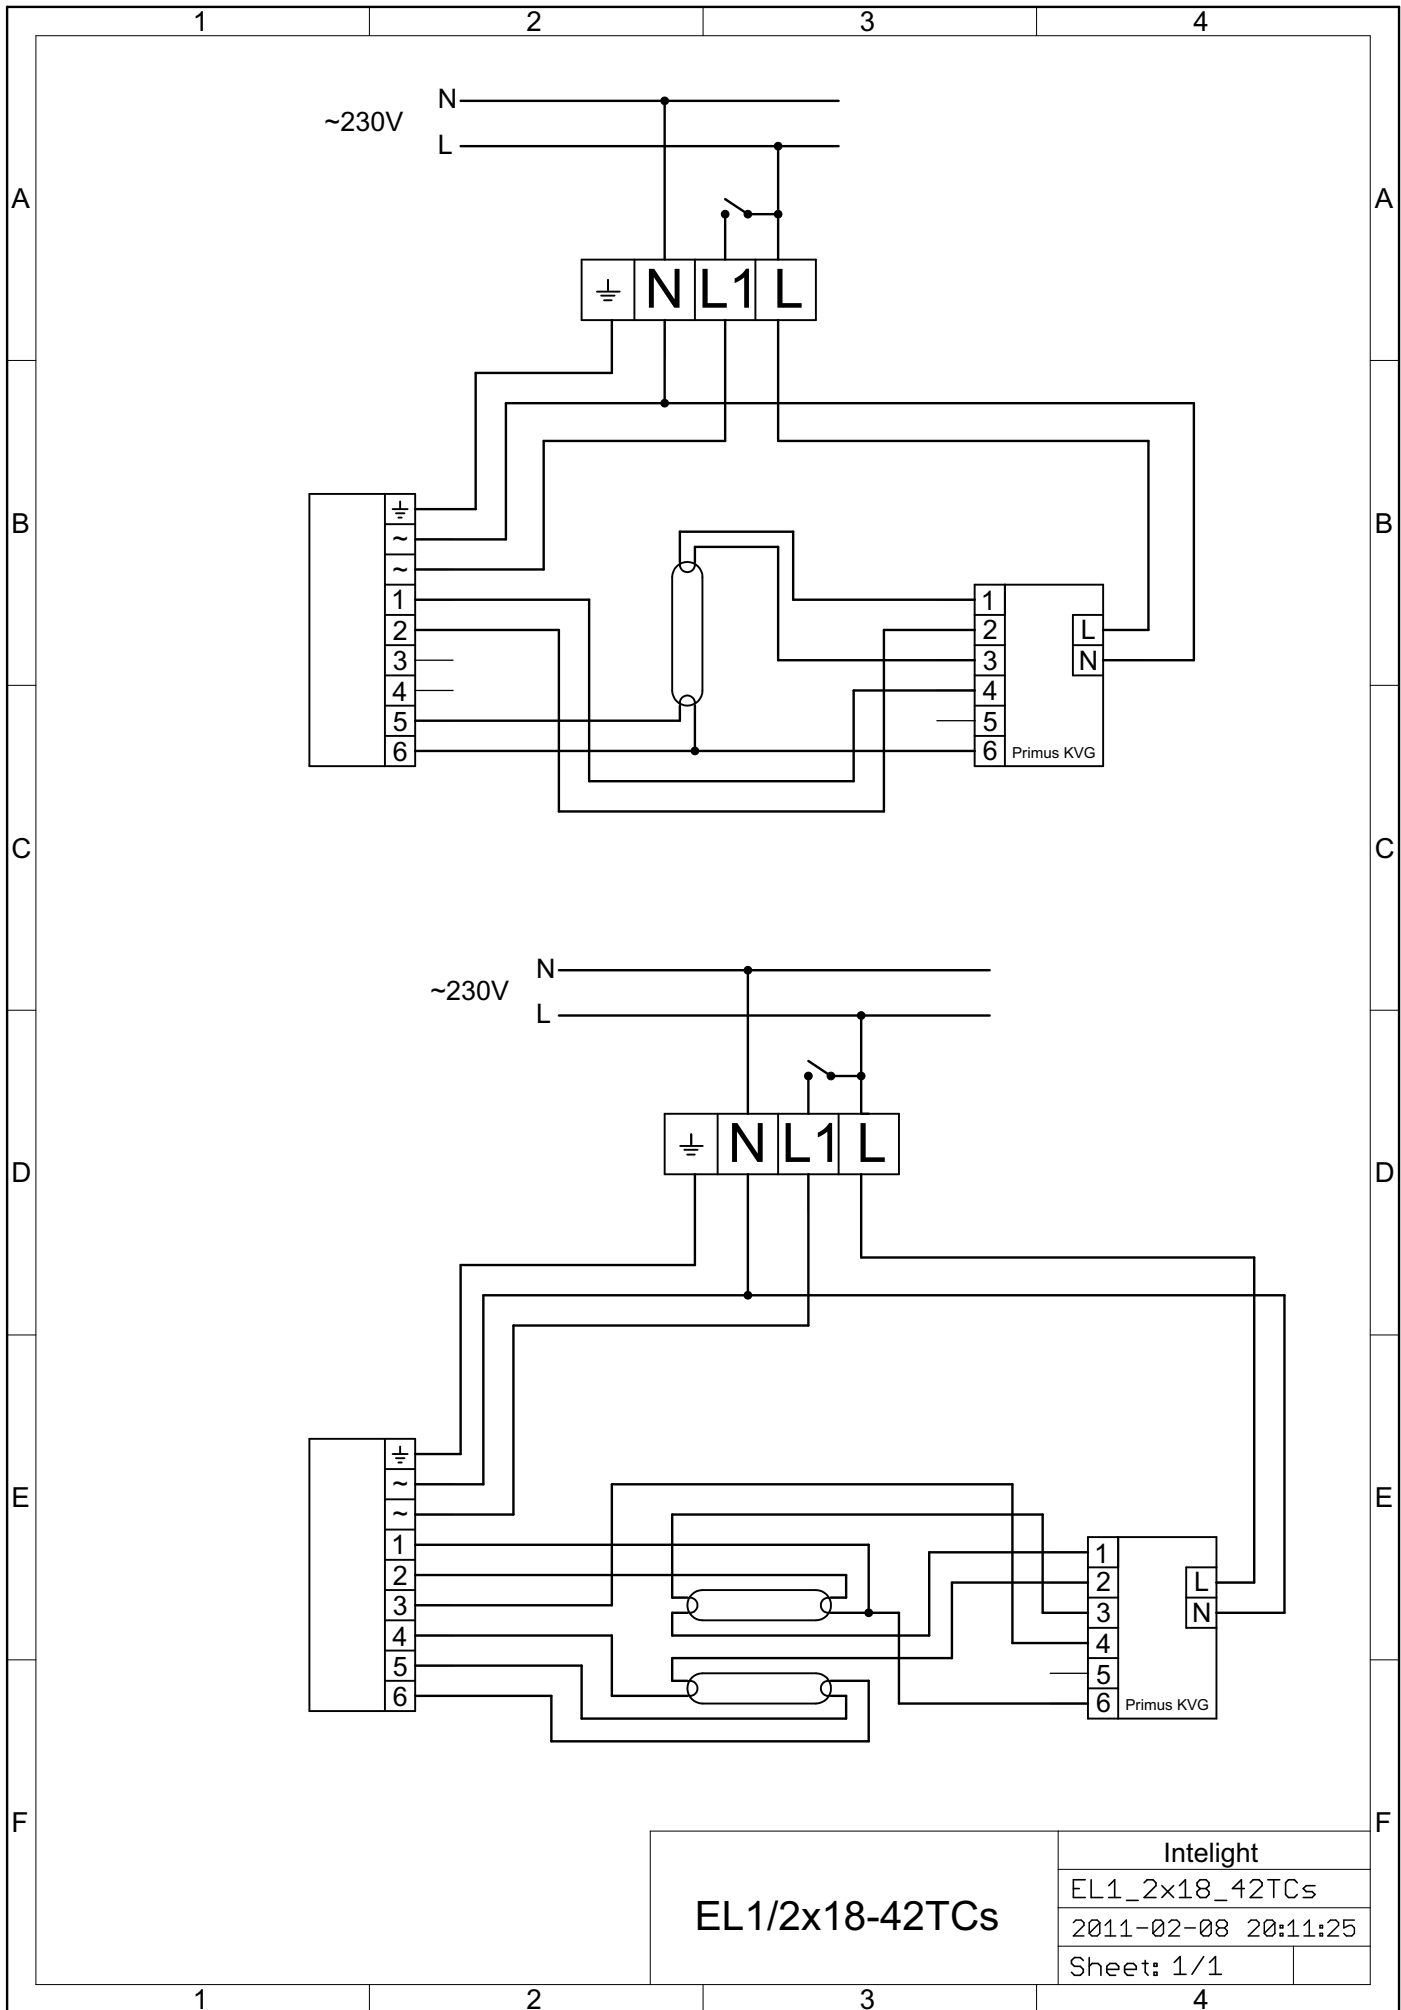 1 2 3 4
N
~230V
L
A A
N L1 L
B B
~
~
1 1
2 2 L
3 3 N
4 4
5 5
6 6 Primus KVG
C C
N
~230V
L
N L1 L
D D
~
E E
~
1 1
2 2 L
3 3 N
4 4
5 5
6 6 Primus KVG
F F
Intelight
EL1_2x18_42TCs
EL1/2x18-42TCs
2011-02-08 20:11:25
Sheet: 1/1
1 2 3 4